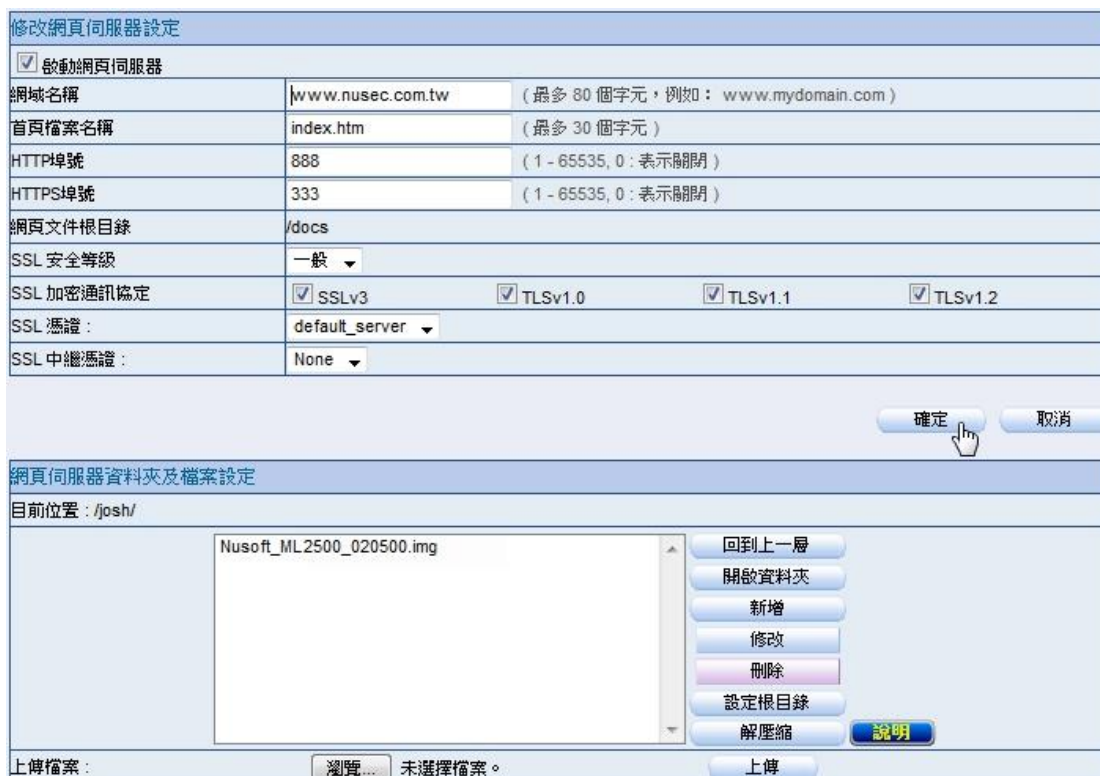 修改網頁伺服器設定
啟動網頁伺服器
網域名稱 www.nusec.com.tw ( 最多 80 個字元，例如： www.mydomain.com )
首頁檔案名稱 index.htm ( 最多 30 個字元 )
HTTP埠號 888 ( 1 - 65535, 0 : 表示關閉 )
HTTPS埠號 333 ( 1 - 65535, 0 : 表示關閉 )
網頁文件根目錄 /docs
SSL 安全等級 一般
SSL 加密通訊協定 SSLv3 TLSv1.0 TLSv1.1 TLSv1.2
SSL 憑證 : default_server
SSL 中繼憑證 : None
確定 取消
網頁伺服器資料夾及檔案設定
目前位置 : /josh/
Nusoft_ML2500_020500.img 回到上一層
開啟資料夾
新增
修改
刪除
設定根目錄
解壓縮 說明
上傳檔案 : 瀏覽... 未選擇檔案。 上傳